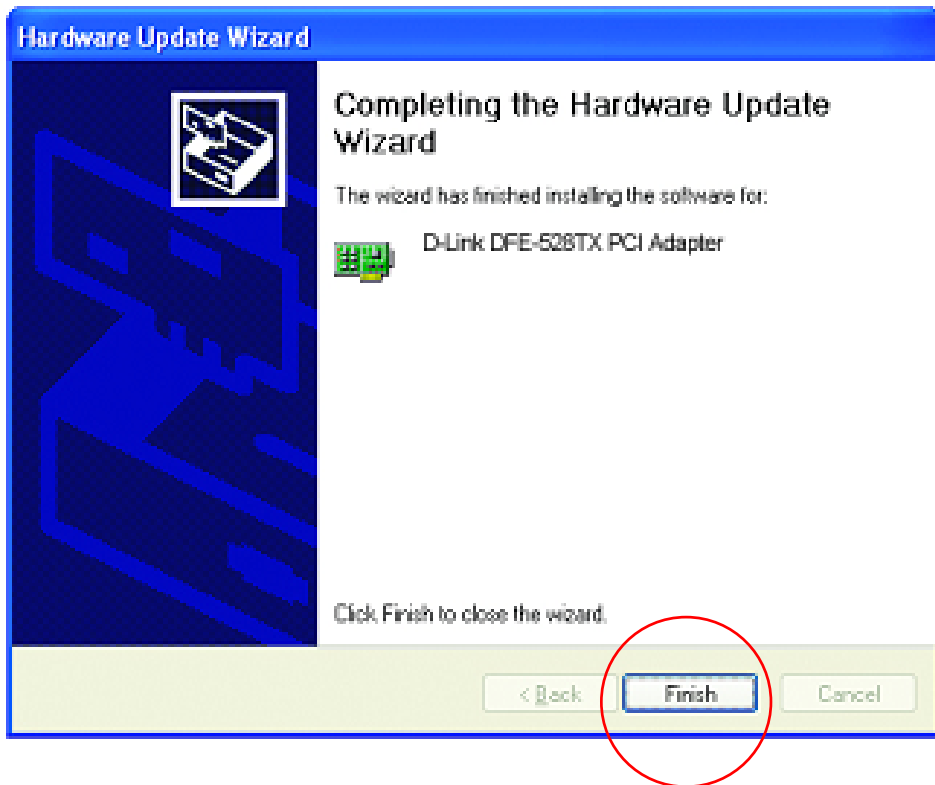 Hardware Update Wizard
Completing the Hardware Update
Wizard
The wizard has finished installing the software for:
D-Link DFE-528TX PCI Adapter
Click Finish to close the wizard.
< Back
Finish
Cancel